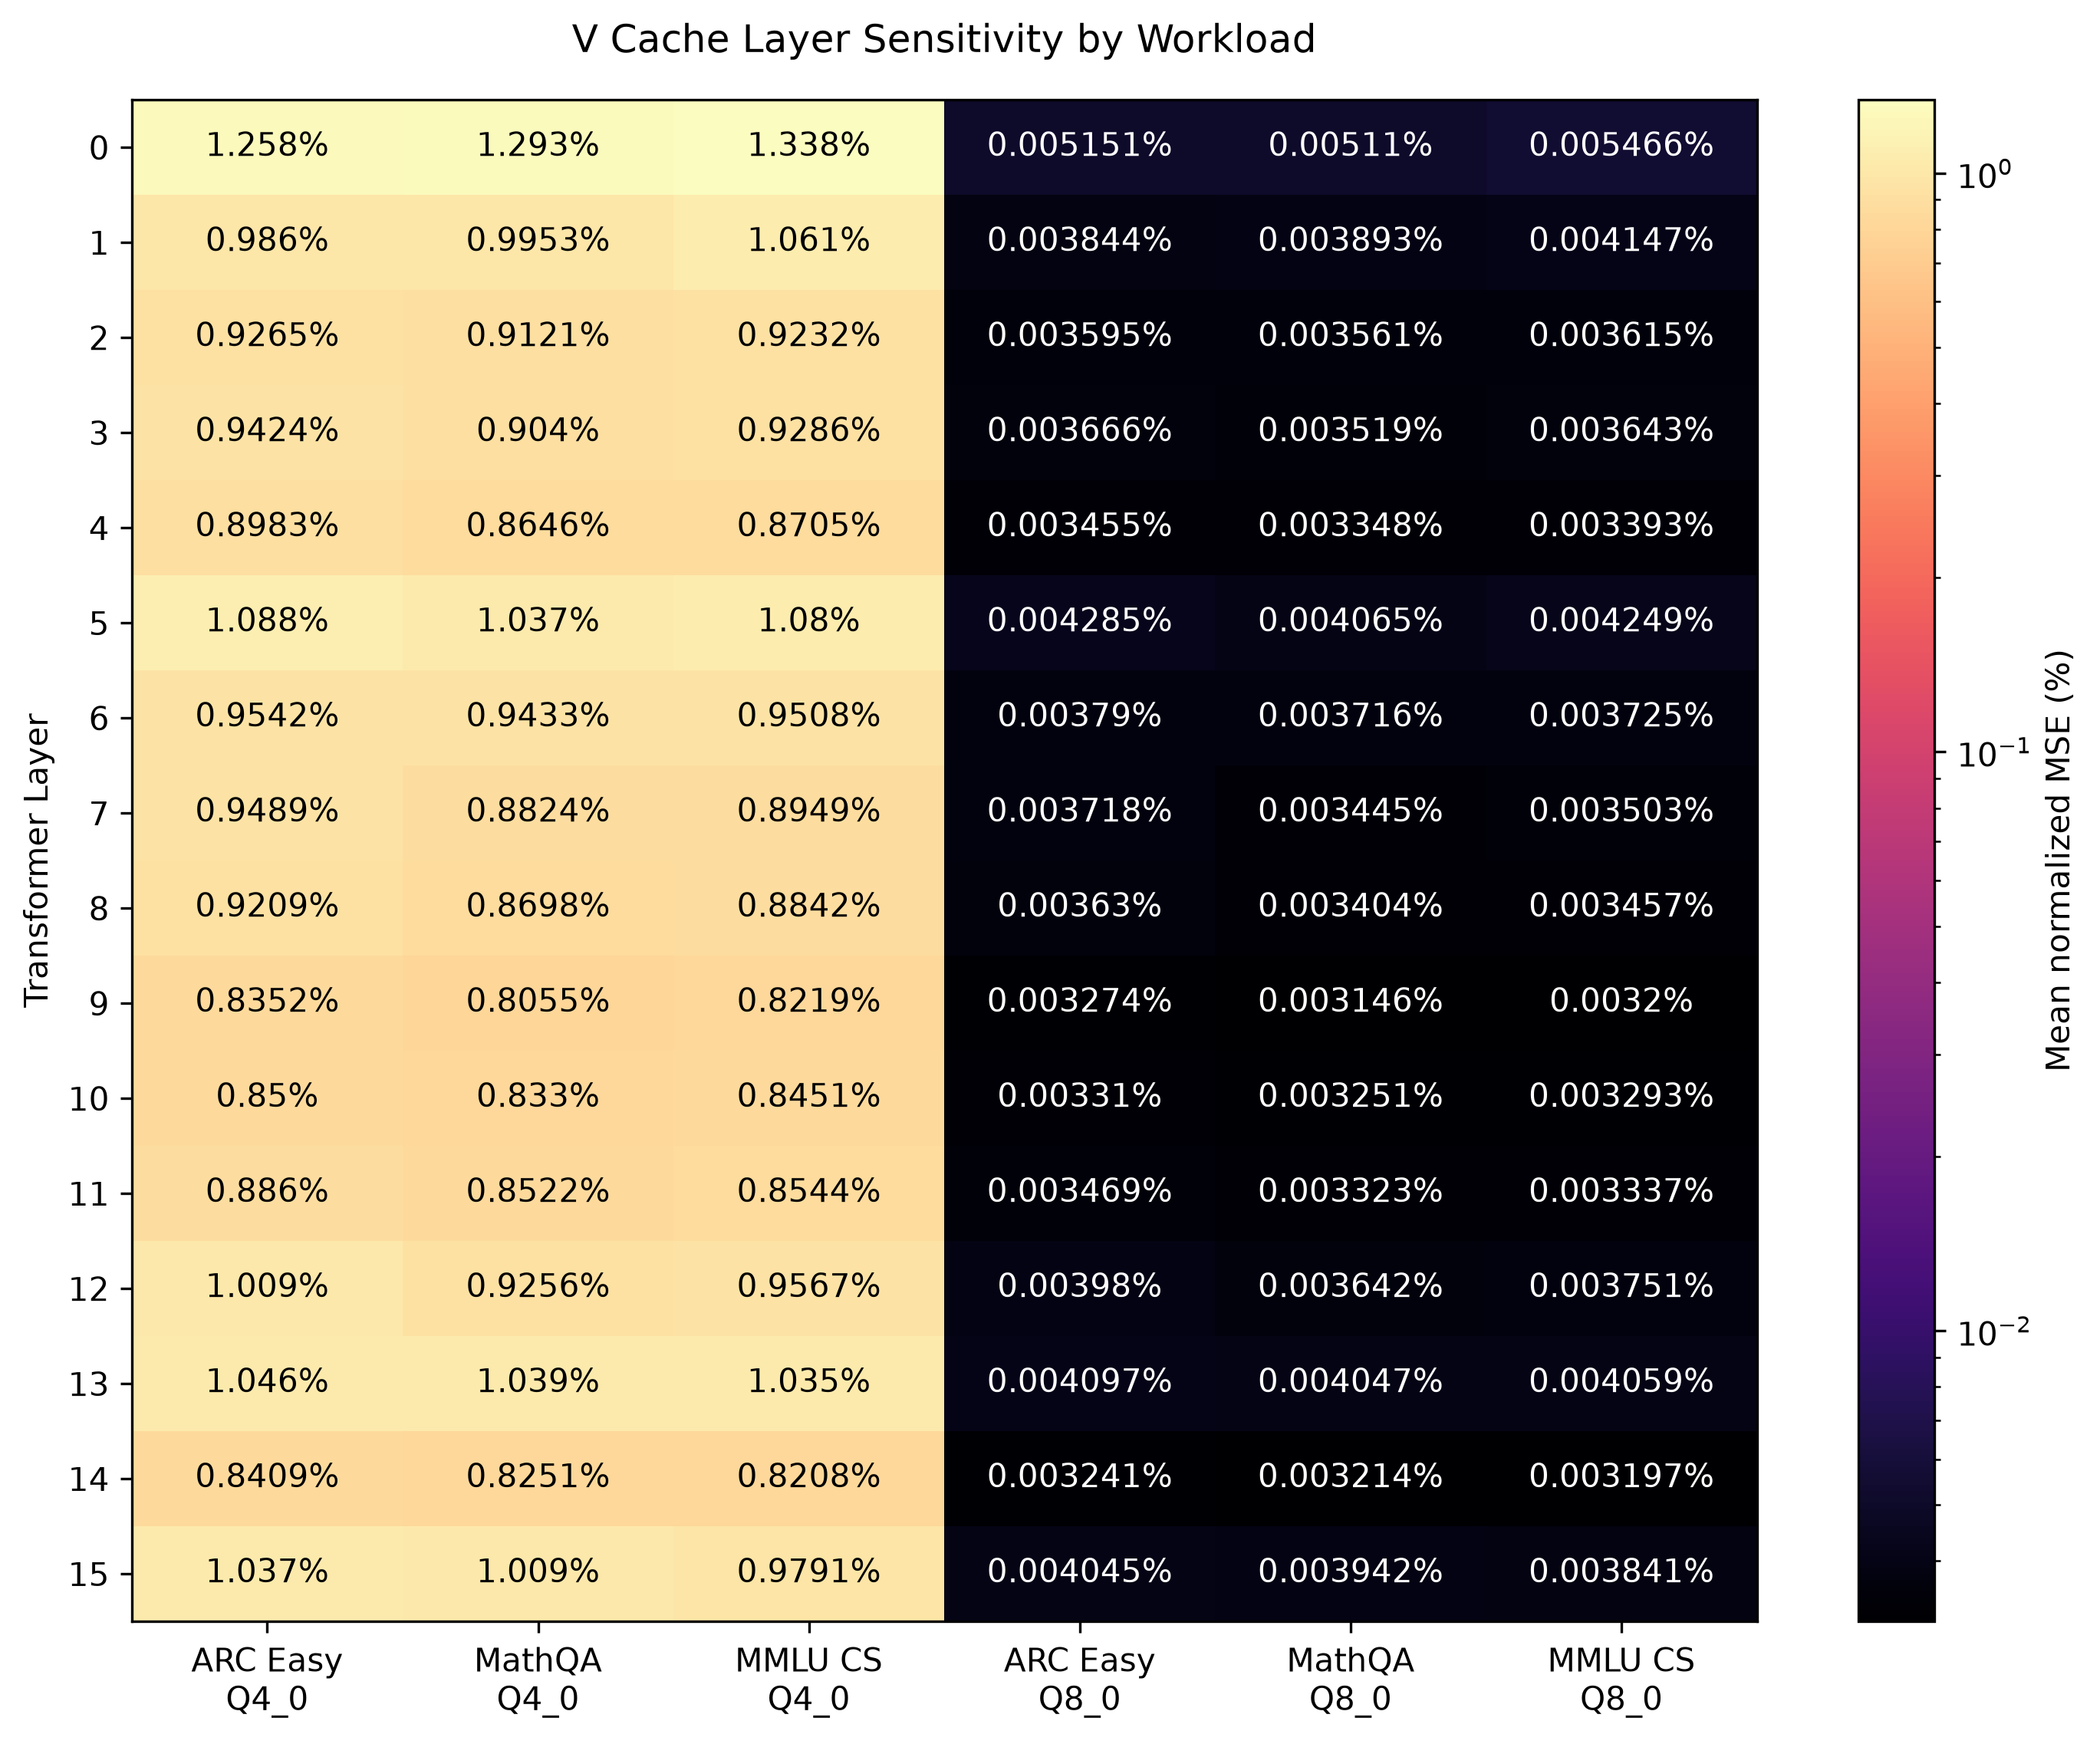 V Cache Layer Sensitivity by Workload
0 1.258% 1.293% 1.338% 0.005151% 0.00511% 0.005466%
1 0.986% 0.9953% 1.061% 0.003844% 0.003893% 0.004147%
2 0.9265% 0.9121% 0.9232% 0.003595% 0.003561% 0.003615%
3 0.9424% 0.904% 0.9286% 0.003666% 0.003519% 0.003643%
4 0.8983% 0.8646% 0.8705% 0.003455% 0.003348% 0.003393%
5 1.088% 1.037% 1.08% 0.004285% 0.004065% 0.004249%
6 0.9542% 0.9433% 0.9508% 0.00379% 0.003716% 0.003725%
7 0.9489% 0.8824% 0.8949% 0.003718% 0.003445% 0.003503%
8 0.9209% 0.8698% 0.8842% 0.00363% 0.003404% 0.003457%
9 0.8352% 0.8055% 0.8219% 0.003274% 0.003146% 0.0032%
10 0.85% 0.833% 0.8451% 0.00331% 0.003251% 0.003293%
11 0.886% 0.8522% 0.8544% 0.003469% 0.003323% 0.003337%
12 1.009% 0.9256% 0.9567% 0.00398% 0.003642% 0.003751%
13 1.046% 1.039% 1.035% 0.004097% 0.004047% 0.004059%
14 0.8409% 0.8251% 0.8208% 0.003241% 0.003214% 0.003197%
15 1.037% 1.009% 0.9791% 0.004045% 0.003942% 0.003841%
ARC Easy MathQA MMLU CS ARC Easy MathQA MMLU CS
Q4_0 Q4_0 Q4_0 Q8_0 Q8_0 Q8_0
Transformer Layer
10⁰
10⁻¹
10⁻²
Mean normalized MSE (%)